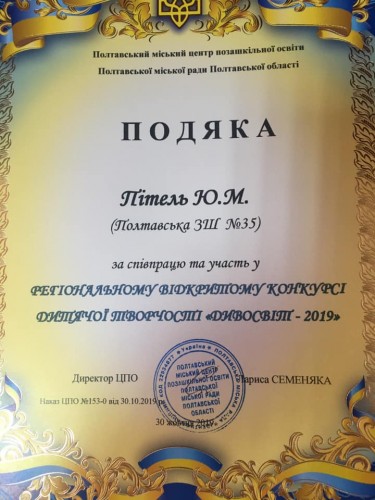 Полтавський міський центр позашкільної освіти
Полтавської міської ради Полтавської області
ПОДЯКА
Пітель Ю.М.
(Полтавська ЗШ №35)
за співпрацю та участь у
РЕГІОНАЛЬНОМУ ВІДКРИТОМУ КОНКУРСІ
ДИТЯЧОЇ ТВОРЧОСТІ «ДИВОСВІТ - 2019»
Директор ЦПО
Лариса СЕМЕНЯКА
ПОЛТАВСЬКИЙ
МІСЬКИЙ ЦЕНТР
ПОЗАШКІЛЬНОЇ ОСВІТИ
ПОЛТАВСЬКОЇ
МІСЬКОЇ РАДИ
ПОЛТАВСЬКОЇ
ОБЛАСТІ
Наказ ЦПО №153-0 від 30.10.2019 р.
30 жовтня 2019